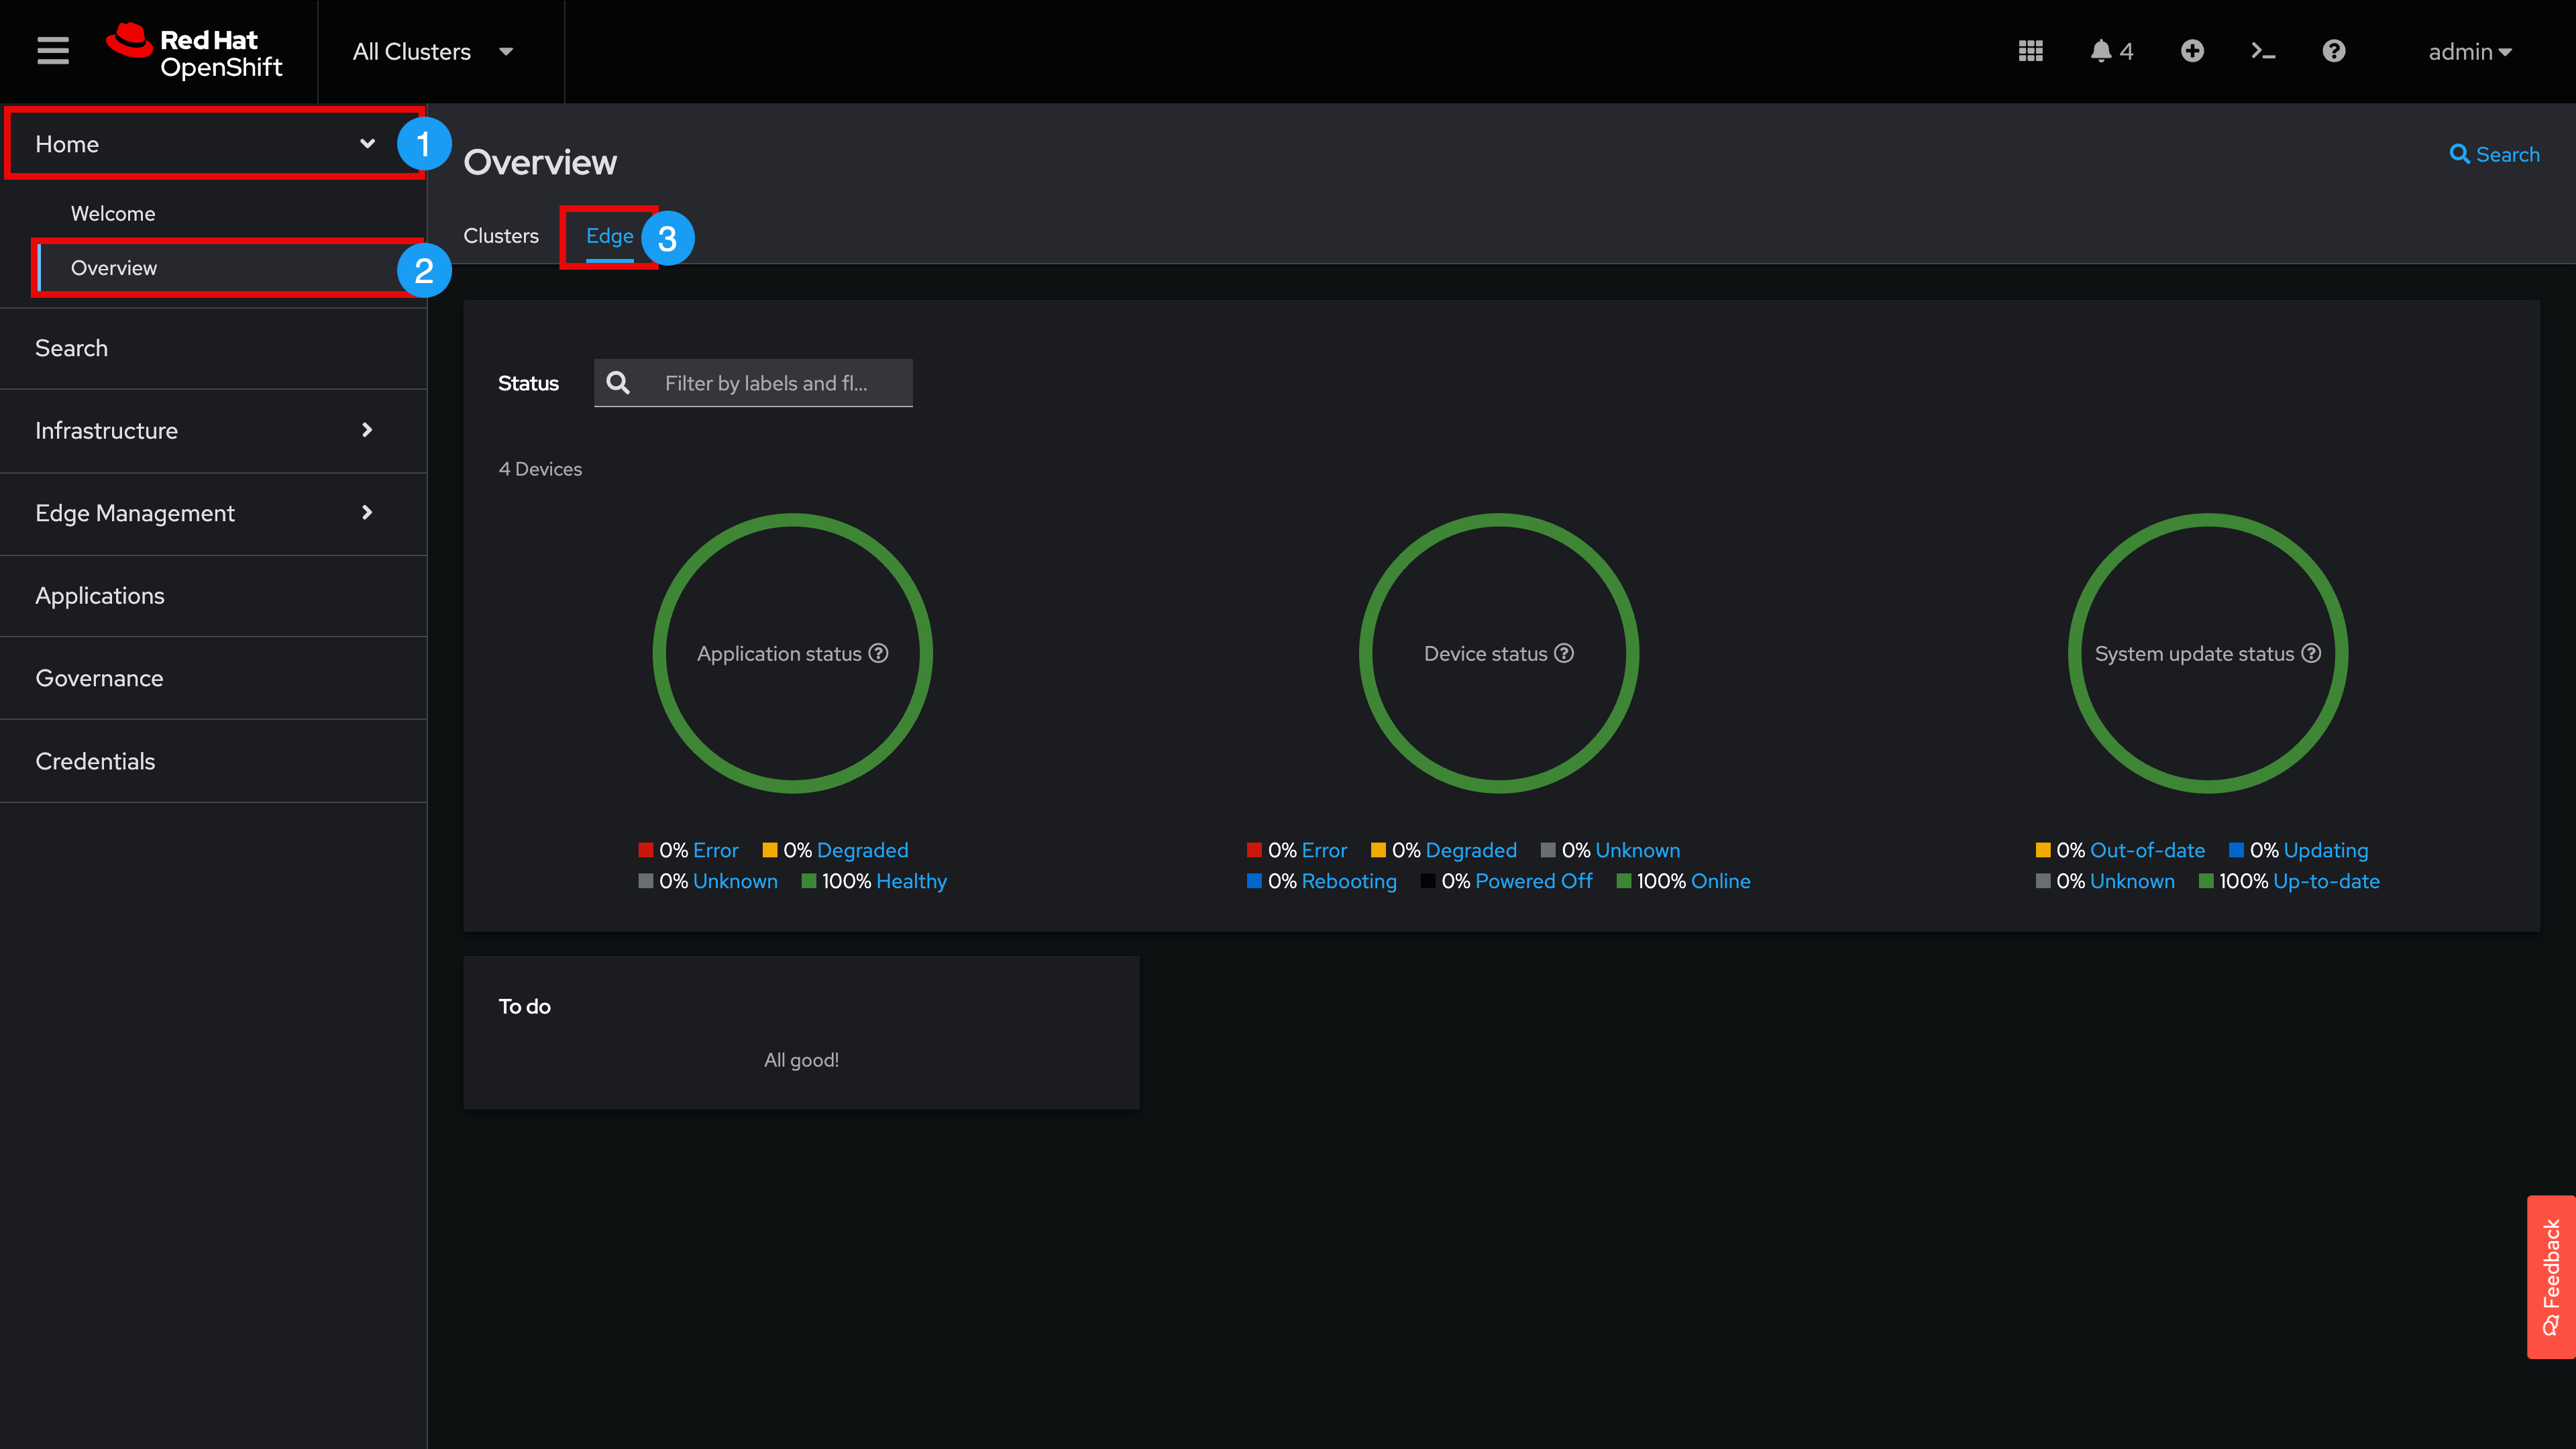 Red Hat
OpenShift
All Clusters
4
admin
Home
1
Welcome
Overview
2
Search
Infrastructure
Edge Management
Applications
Governance
Credentials
Overview
Search
Clusters
Edge
3
Status
Filter by labels and fl...
4 Devices
Application status
0% Error 0% Degraded
0% Unknown 100% Healthy
Device status
0% Error 0% Degraded 0% Unknown
0% Rebooting 0% Powered Off 100% Online
System update status
0% Out-of-date 0% Updating
0% Unknown 100% Up-to-date
To do
All good!
Feedback